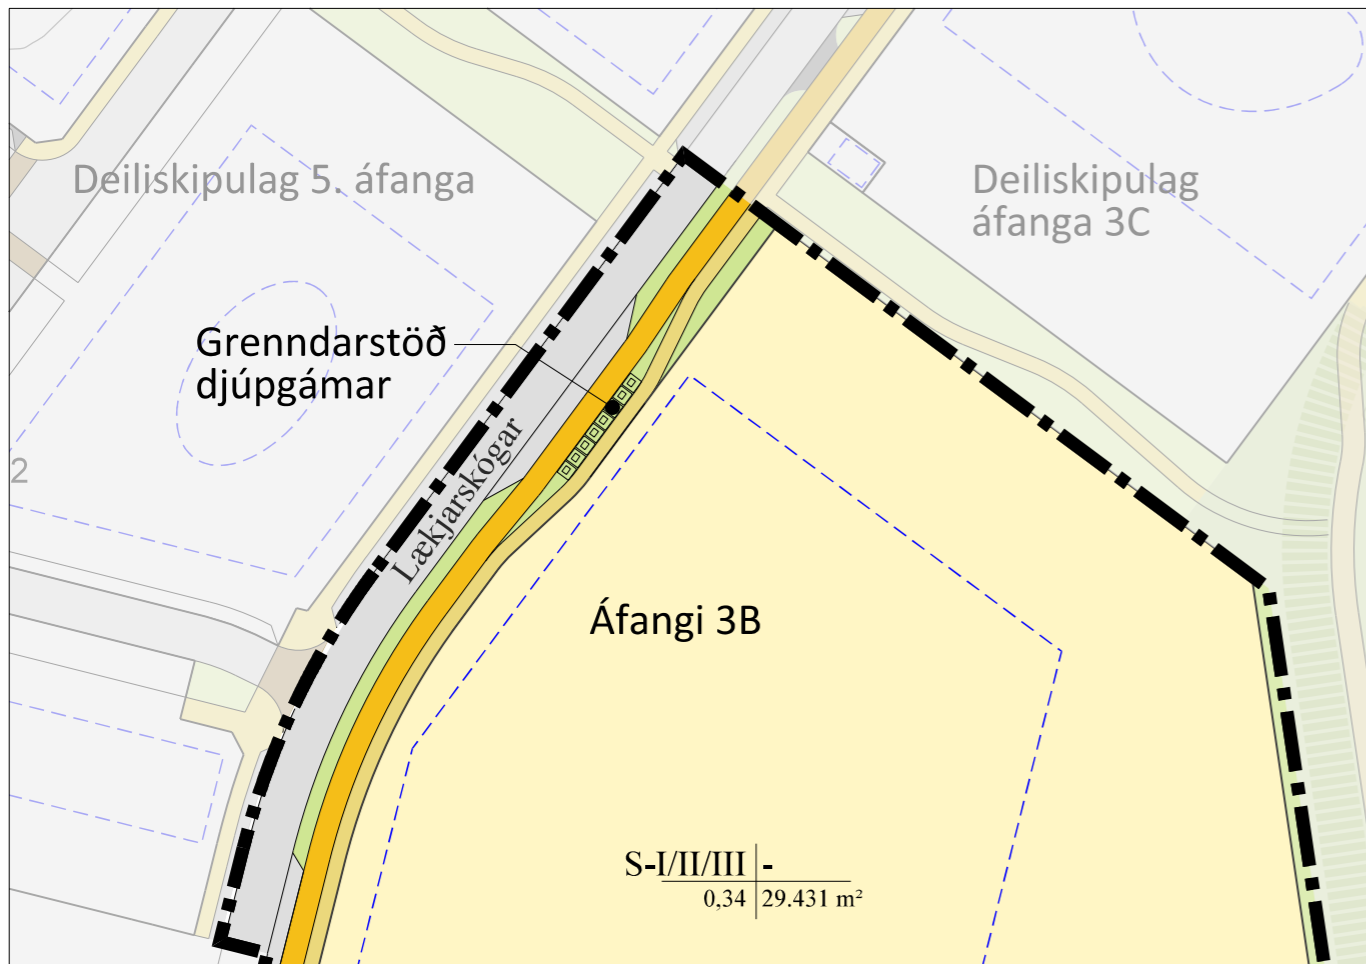 Deiliskipulag 5. áfanga
Deiliskipulag
áfanga 3C
Grenndarstöð
djúpgámar
2
Lækjarskógar
Áfangi 3B
S-I/II/III -
0,34 29.431 m²